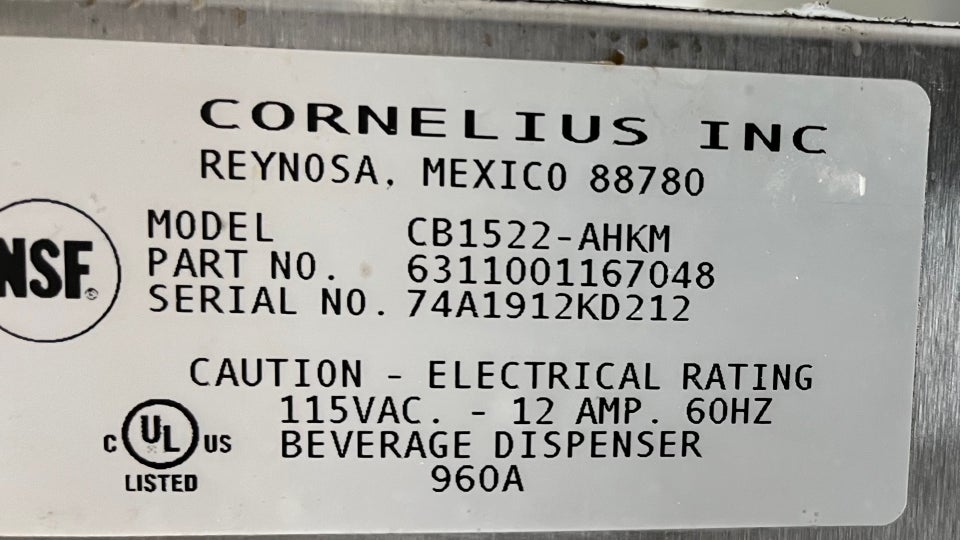 CORNELIUS INC
REYNOSA, MEXICO 88780
NSF®
MODEL CB1522-AHKM
PART NO. 6311001167048
SERIAL NO. 74A1912KD212
CAUTION - ELECTRICAL RATING
115VAC. - 12 AMP. 60HZ
C UL US
BEVERAGE DISPENSER
LISTED
960A